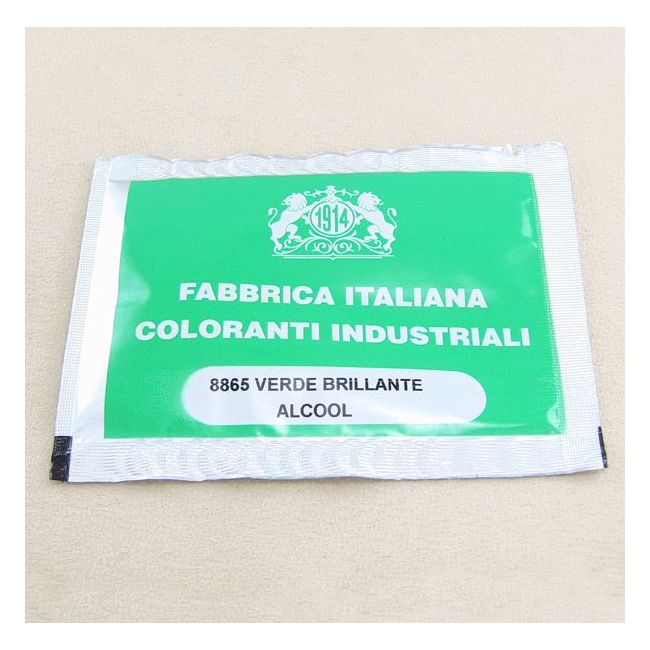 1914
FABBRICA ITALIANA
COLORANTI INDUSTRIALI
8865 VERDE BRILLANTE
ALCOOL